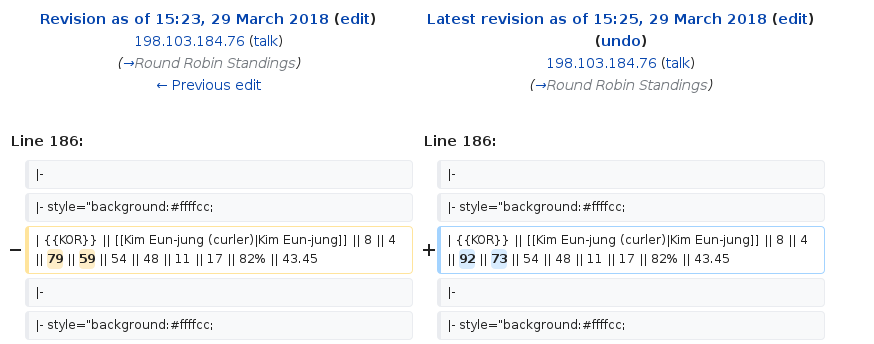 Revision as of 15:23, 29 March 2018 (edit)
198.103.184.76 (talk)
(→Round Robin Standings)
← Previous edit
Latest revision as of 15:25, 29 March 2018 (edit)
(undo)
198.103.184.76 (talk)
(→Round Robin Standings)
Line 186:
Line 186:
|-
|-
|- style="background:#ffffcc;
|- style="background:#ffffcc;
−
| {{KOR}} || [[Kim Eun-jung (curler)|Kim Eun-jung]] || 8 || 4
|| 79 || 59 || 54 || 48 || 11 || 17 || 82% || 43.45
+
| {{KOR}} || [[Kim Eun-jung (curler)|Kim Eun-jung]] || 8 || 4
|| 92 || 73 || 54 || 48 || 11 || 17 || 82% || 43.45
|-
|-
|- style="background:#ffffcc;
|- style="background:#ffffcc;